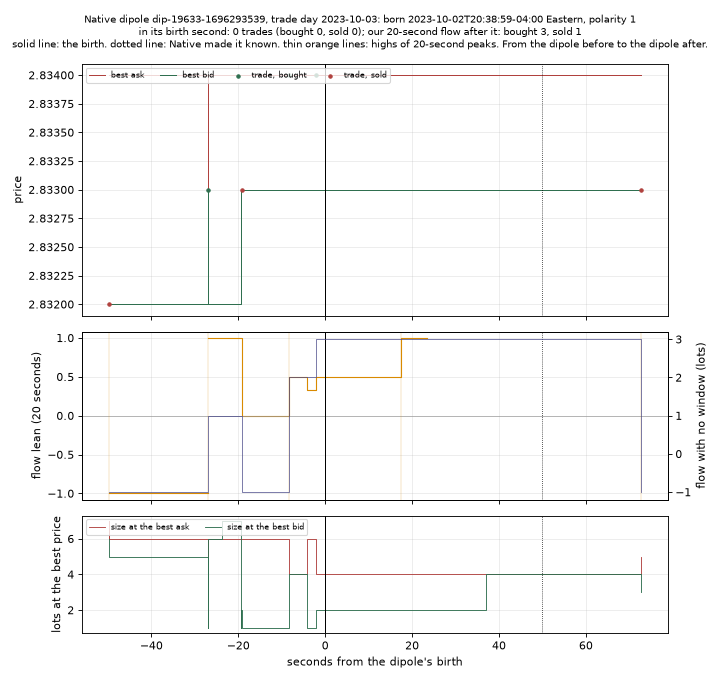 Native dipole dip-19633-1696293539, trade day 2023-10-03: born 2023-10-02T20:38:59-04:00 Eastern, polarity 1
in its birth second: 0 trades (bought 0, sold 0); our 20-second flow after it: bought 3, sold 1
solid line: the birth. dotted line: Native made it known. thin orange lines: highs of 20-second peaks. From the dipole before to the dipole after.
best ask best bid trade, bought trade, sold
2.83400
2.83375
2.83350
2.83325
2.83300
2.83275
2.83250
2.83225
2.83200
price
1.0
0.5
0.0
−0.5
−1.0
flow lean (20 seconds)
3
2
1
0
−1
flow with no window (lots)
size at the best ask size at the best bid
6
4
2
lots at the best price
−40 −20 0 20 40 60
seconds from the dipole's birth